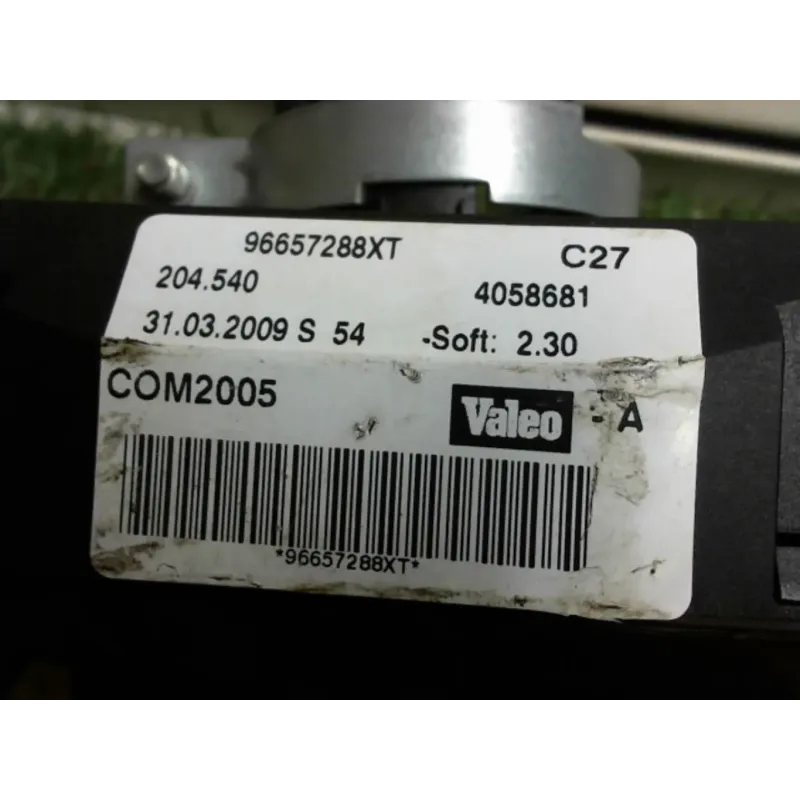 96657288XT C27
204.540 4058681
31.03.2009 S 54 -Soft: 2.30
COM2005 Valeo - A
*96657288XT*